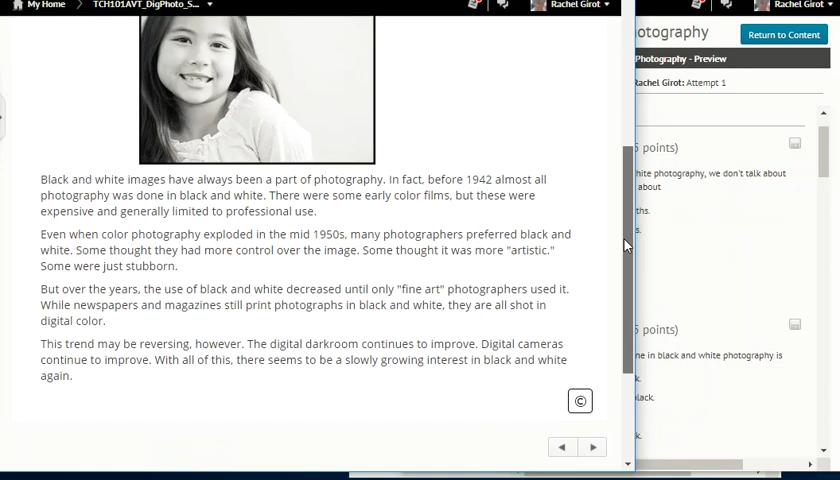 My Home
TCH101AVT_DigPhoto_S...
Rachel Girot
Rachel Girot
otography
Return to Content
Photography - Preview
Rachel Girot: Attempt 1
5 points)
hite photography, we don't talk about
about
ths.
s.
5 points)
ne in black and white photography is
k.
black.
k.
Black and white images have always been a part of photography. In fact, before 1942 almost all
photography was done in black and white. There were some early color films, but these were
expensive and generally limited to professional use.
Even when color photography exploded in the mid 1950s, many photographers preferred black and
white. Some thought they had more control over the image. Some thought it was more "artistic."
Some were just stubborn.
But over the years, the use of black and white decreased until only "fine art" photographers used it.
While newspapers and magazines still print photographs in black and white, they are all shot in
digital color.
This trend may be reversing, however. The digital darkroom continues to improve. Digital cameras
continue to improve. With all of this, there seems to be a slowly growing interest in black and white
again.
©